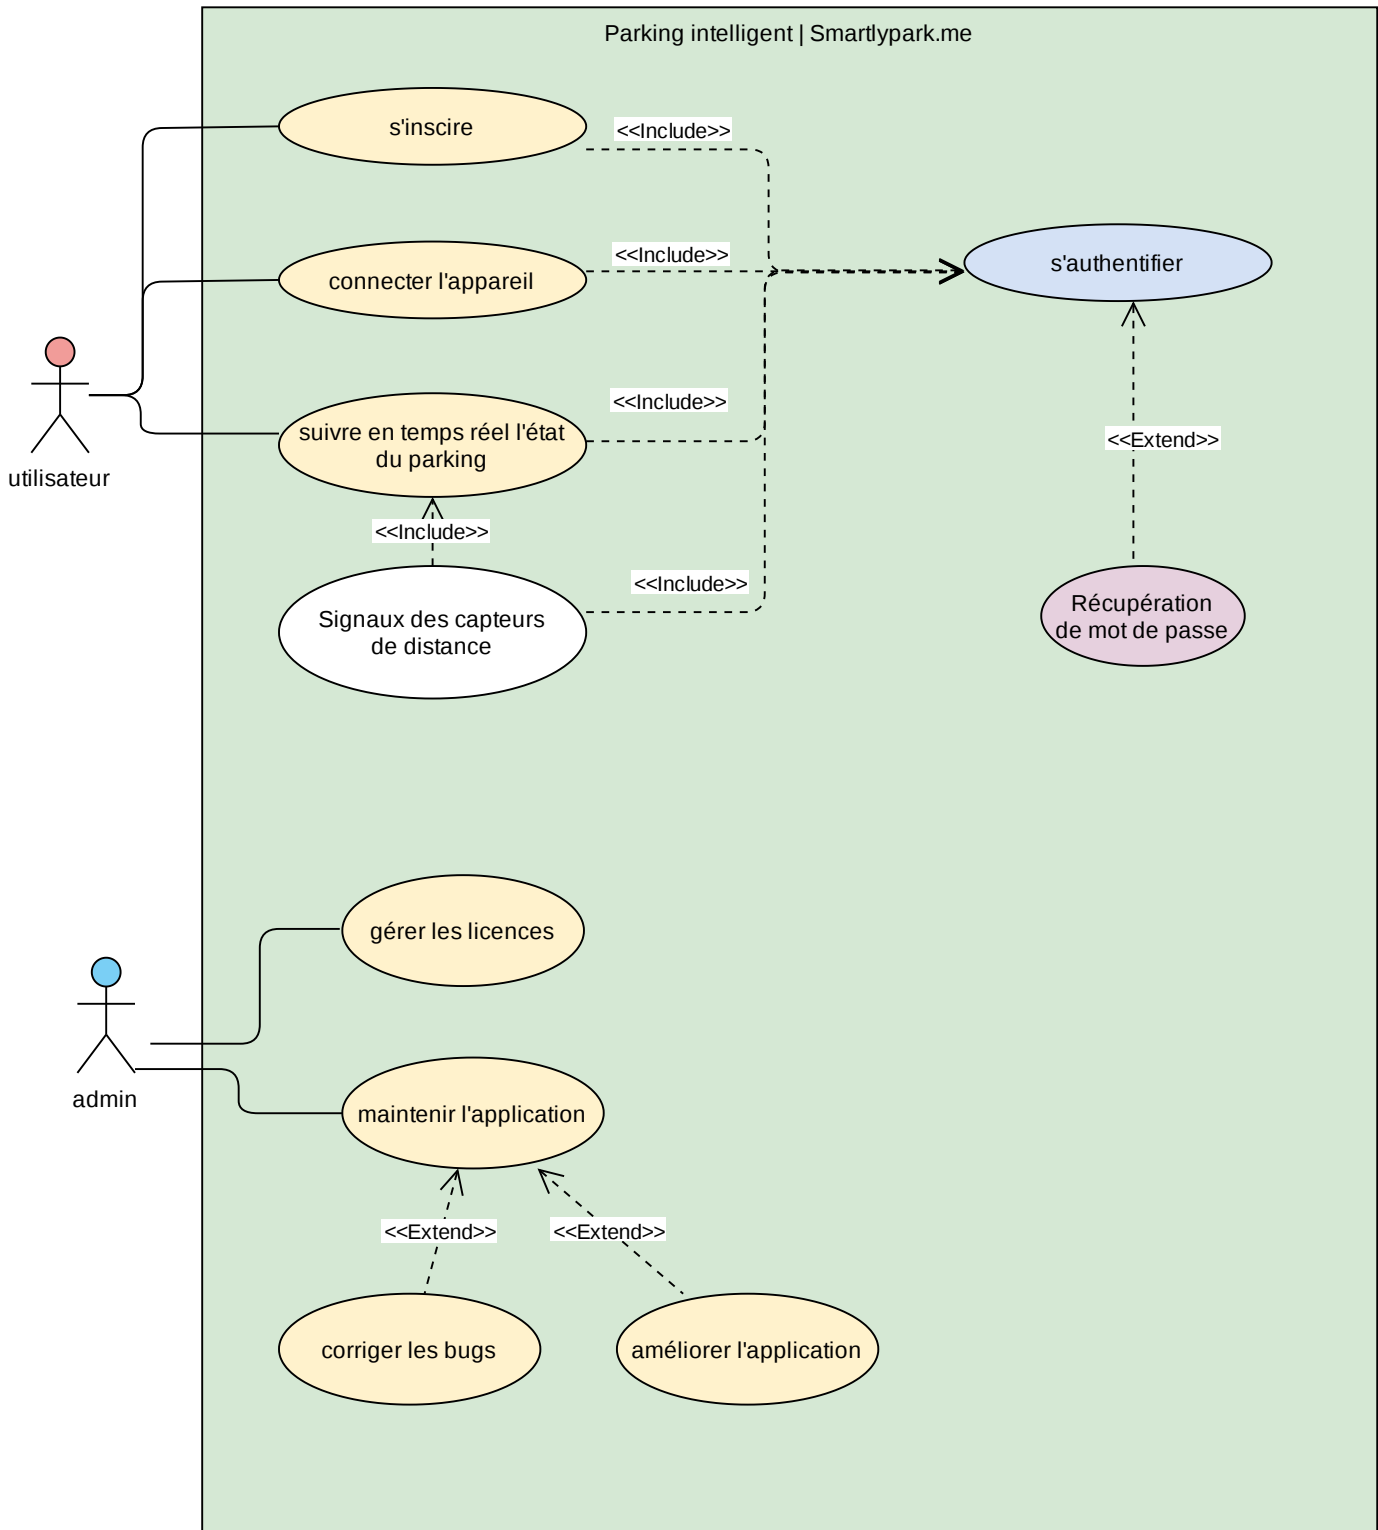 Parking intelligent | Smartlypark.me
s'inscire
<<Include>>
<<Include>>
s'authentifier
connecter l'appareil
<<Include>>
suivre en temps réel l'état
du parking
<<Extend>>
utilisateur
<<Include>>
<<Include>>
Signaux des capteurs
de distance
Récupération
de mot de passe
gérer les licences
admin
maintenir l'application
<<Extend>>
<<Extend>>
corriger les bugs
améliorer l'application